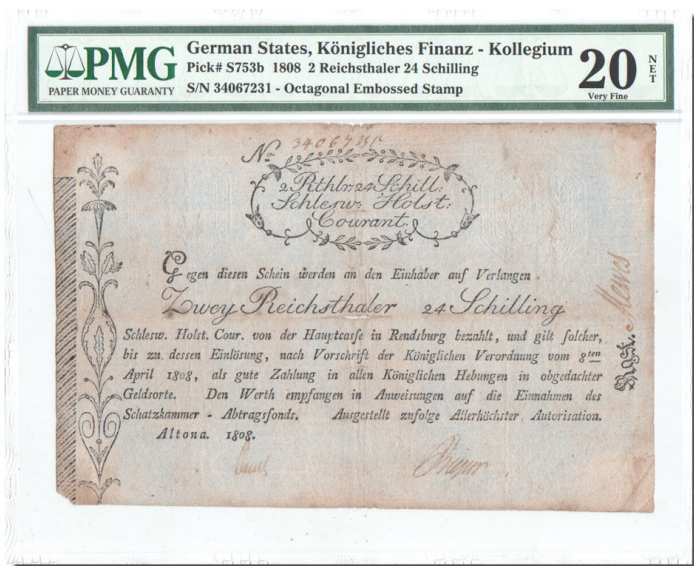 PMG
PAPER MONEY GUARANTY
German States, Königliches Finanz - Kollegium
Pick# S753b 1808 2 Reichsthaler 24 Schilling
S/N 34067231 - Octagonal Embossed Stamp
20
Very Fine
NET
No
2 Rthlr: 24 Schill:
Schlesw: Holst:
Courant.
Gegen diesen Schein werden an den Einhaber auf Verlangen
Zwey Reichsthaler 24 Schilling
Schlesw. Holst. Cour. von der Hauptcasse in Rendsburg bezahlt, und gilt solcher,
bis zu dessen Einlösung, nach Vorschrift der Königlichen Verordnung vom 8ten
April 1808, als gute Zahlung in allen Königlichen Hebungen in obgedachter
Geldsorte. Den Werth empfangen in Anweisungen auf die Einnahmen des
Schatzkammer - Abtragsfonds. Ausgestellt zufolge Allerhöchster Autorisation.
Altona. 1808.